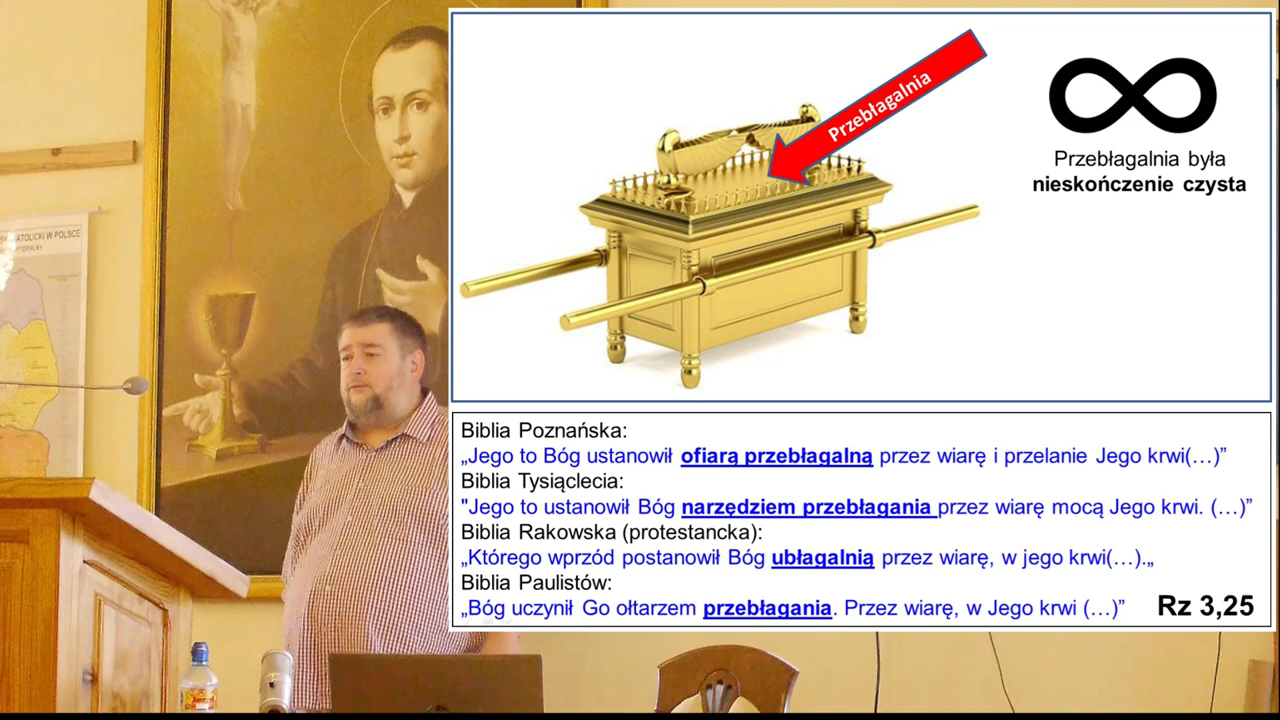 ATOLICKI W POLSCE
Przebłagalnia
Przebłagalnia była
nieskończenie czysta
Biblia Poznańska:
„Jego to Bóg ustanowił ofiarą przebłagalną przez wiarę i przelanie Jego krwi(…)”
Biblia Tysiąclecia:
"Jego to ustanowił Bóg narzędziem przebłagania przez wiarę mocą Jego krwi. (…)”
Biblia Rakowska (protestancka):
„Którego wprzód postanowił Bóg ubłagalnią przez wiarę, w jego krwi(…).„
Biblia Paulistów:
„Bóg uczynił Go ołtarzem przebłagania. Przez wiarę, w Jego krwi (…)” Rz 3,25